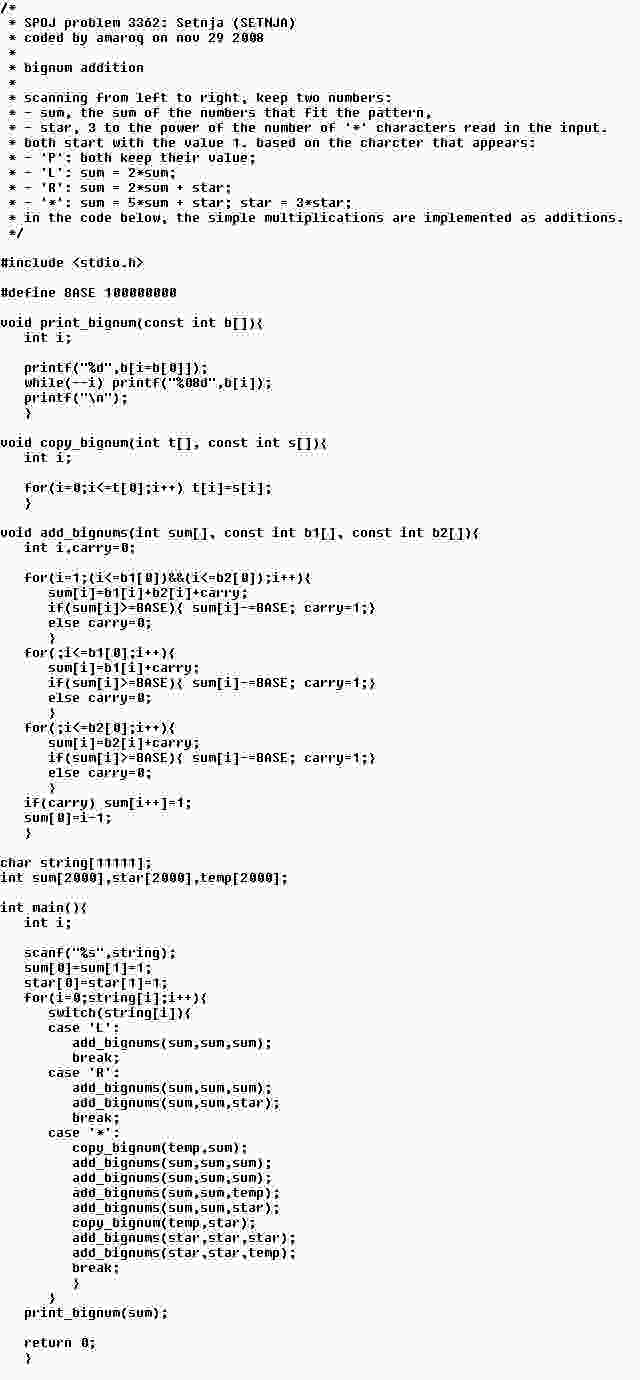 /*
 * SPOJ problem 3362: Setnja (SETNJA)
 * coded by amaroq on nov 29 2008
 *
 * bignum addition
 *
 * scanning from left to right, keep two numbers:
 * - sum, the sum of the numbers that fit the pattern,
 * - star, 3 to the power of the number of '*' characters read in the input.
 * both start with the value 1. based on the charcter that appears:
 * - 'P': both keep their value;
 * - 'L': sum = 2*sum;
 * - 'R': sum = 2*sum + star;
 * - '*': sum = 5*sum + star; star = 3*star;
 * in the code below, the simple multiplications are implemented as additions.
 */

#include <stdio.h>

#define BASE 100000000

void print_bignum(const int b[]){
   int i;

   printf("%d",b[i=b[0]]);
   while(--i) printf("%08d",b[i]);
   printf("\n");
   }

void copy_bignum(int t[], const int s[]){
   int i;

   for(i=0;i<=t[0];i++) t[i]=s[i];
   }

void add_bignums(int sum[], const int b1[], const int b2[]){
   int i,carry=0;

   for(i=1;(i<=b1[0])&&(i<=b2[0]);i++){
      sum[i]=b1[i]+b2[i]+carry;
      if(sum[i]>=BASE){ sum[i]-=BASE; carry=1;}
      else carry=0;
      }
   for(;i<=b1[0];i++){
      sum[i]=b1[i]+carry;
      if(sum[i]>=BASE){ sum[i]-=BASE; carry=1;}
      else carry=0;
      }
   for(;i<=b2[0];i++){
      sum[i]=b2[i]+carry;
      if(sum[i]>=BASE){ sum[i]-=BASE; carry=1;}
      else carry=0;
      }
   if(carry) sum[i++]=1;
   sum[0]=i-1;
   }

char string[11111];
int sum[2000],star[2000],temp[2000];

int main(){
   int i;

   scanf("%s",string);
   sum[0]=sum[1]=1;
   star[0]=star[1]=1;
   for(i=0;string[i];i++){
      switch(string[i]){
      case 'L':
         add_bignums(sum,sum,sum);
         break;
      case 'R':
         add_bignums(sum,sum,sum);
         add_bignums(sum,sum,star);
         break;
      case '*':
         copy_bignum(temp,sum);
         add_bignums(sum,sum,sum);
         add_bignums(sum,sum,sum);
         add_bignums(sum,sum,temp);
         add_bignums(sum,sum,star);
         copy_bignum(temp,star);
         add_bignums(star,star,star);
         add_bignums(star,star,temp);
         break;
         }
      }
   print_bignum(sum);

   return 0;
   }